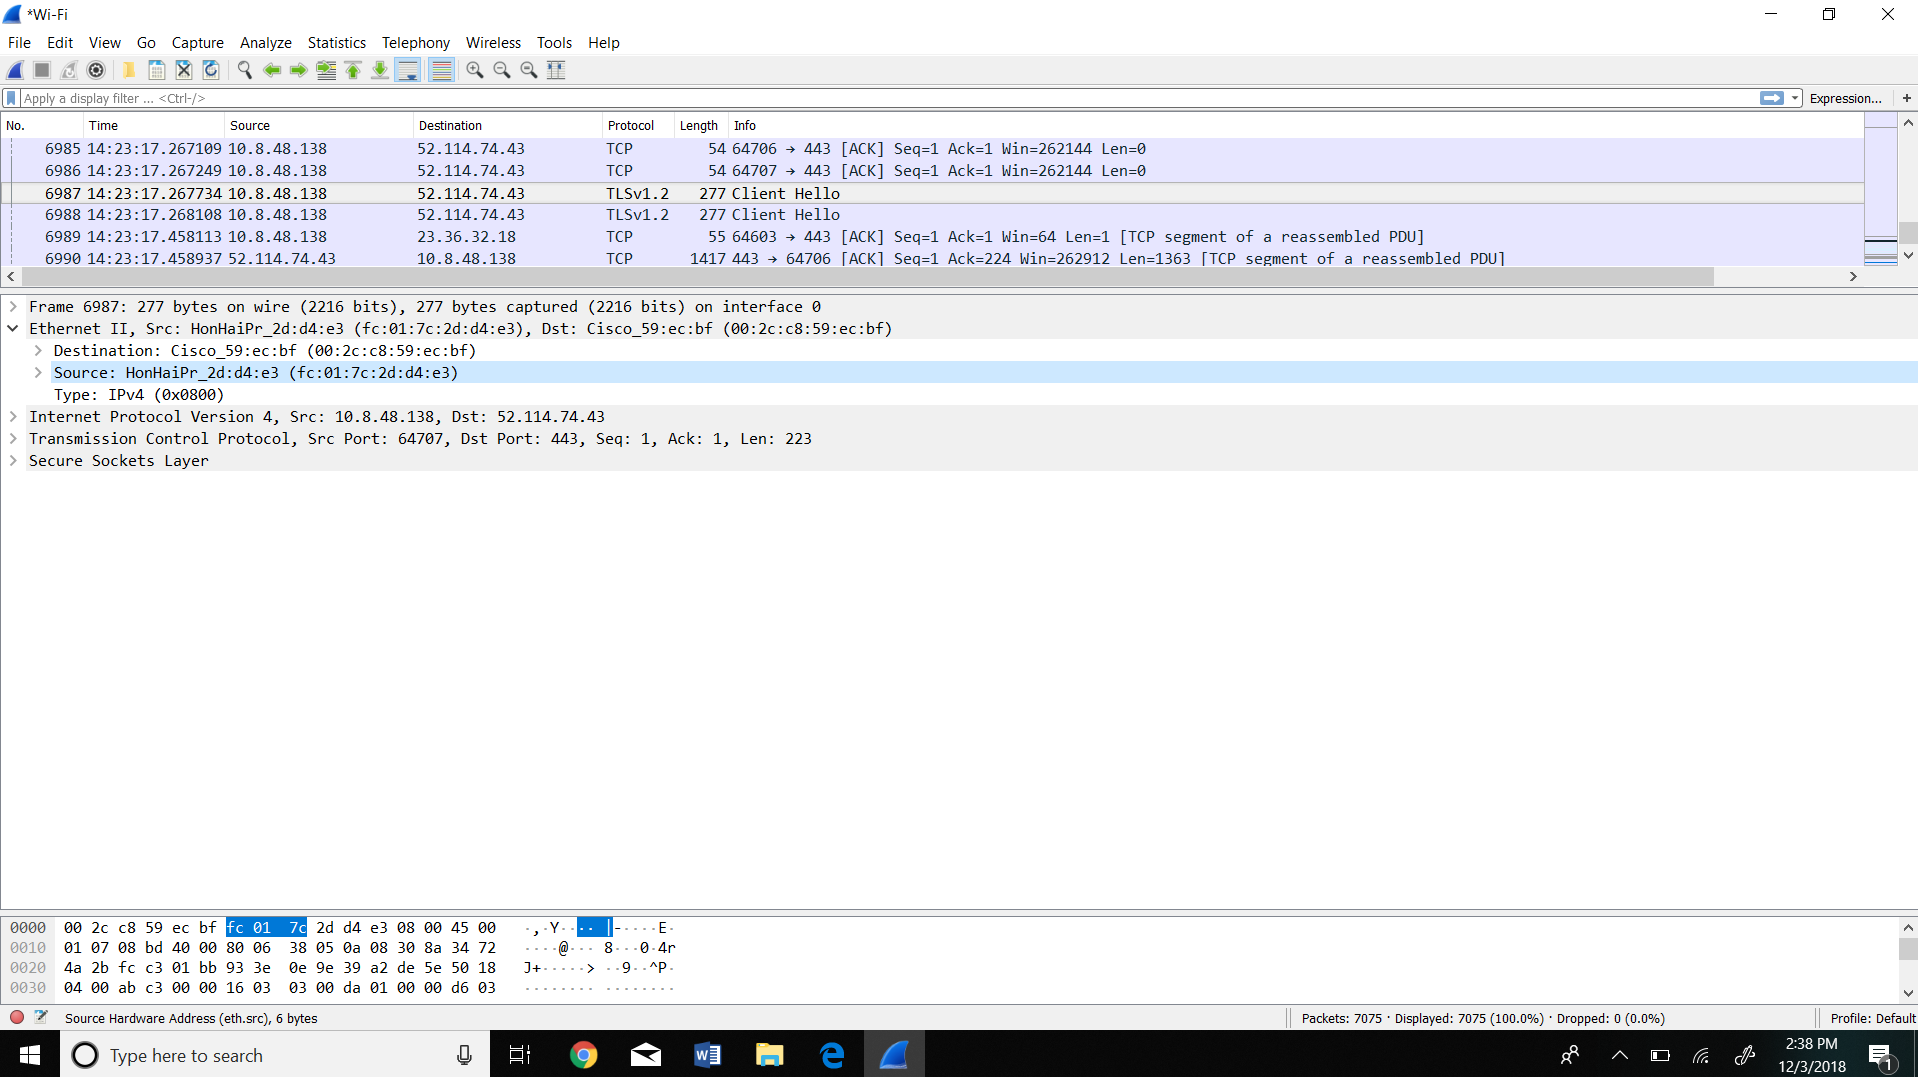 *Wi-Fi
File Edit View Go Capture Analyze Statistics Telephony Wireless Tools Help
Apply a display filter ... <Ctrl-/> Expression... +
No. Time Source Destination Protocol Length Info
6985 14:23:17.267109 10.8.48.138 52.114.74.43 TCP 54 64706 → 443 [ACK] Seq=1 Ack=1 Win=262144 Len=0
6986 14:23:17.267249 10.8.48.138 52.114.74.43 TCP 54 64707 → 443 [ACK] Seq=1 Ack=1 Win=262144 Len=0
6987 14:23:17.267734 10.8.48.138 52.114.74.43 TLSv1.2 277 Client Hello
6988 14:23:17.268108 10.8.48.138 52.114.74.43 TLSv1.2 277 Client Hello
6989 14:23:17.458113 10.8.48.138 23.36.32.18 TCP 55 64603 → 443 [ACK] Seq=1 Ack=1 Win=64 Len=1 [TCP segment of a reassembled PDU]
6990 14:23:17.458937 52.114.74.43 10.8.48.138 TCP 1417 443 → 64706 [ACK] Seq=1 Ack=224 Win=262912 Len=1363 [TCP segment of a reassembled PDU]
Frame 6987: 277 bytes on wire (2216 bits), 277 bytes captured (2216 bits) on interface 0
Ethernet II, Src: HonHaiPr_2d:d4:e3 (fc:01:7c:2d:d4:e3), Dst: Cisco_59:ec:bf (00:2c:c8:59:ec:bf)
Destination: Cisco_59:ec:bf (00:2c:c8:59:ec:bf)
Source: HonHaiPr_2d:d4:e3 (fc:01:7c:2d:d4:e3)
Type: IPv4 (0x0800)
Internet Protocol Version 4, Src: 10.8.48.138, Dst: 52.114.74.43
Transmission Control Protocol, Src Port: 64707, Dst Port: 443, Seq: 1, Ack: 1, Len: 223
Secure Sockets Layer
0000 00 2c c8 59 ec bf fc 01 7c 2d d4 e3 08 00 45 00 ·,·Y···· |-····E·
0010 01 07 08 bd 40 00 80 06 38 05 0a 08 30 8a 34 72 ····@··· 8···0·4r
0020 4a 2b fc c3 01 bb 93 3e 0e 9e 39 a2 de 5e 50 18 J+·····> ··9··^P·
0030 04 00 ab c3 00 00 16 03 03 00 da 01 00 00 d6 03 ········ ········
Source Hardware Address (eth.src), 6 bytes Packets: 7075 · Displayed: 7075 (100.0%) · Dropped: 0 (0.0%) Profile: Default
Type here to search
2:38 PM
12/3/2018
1